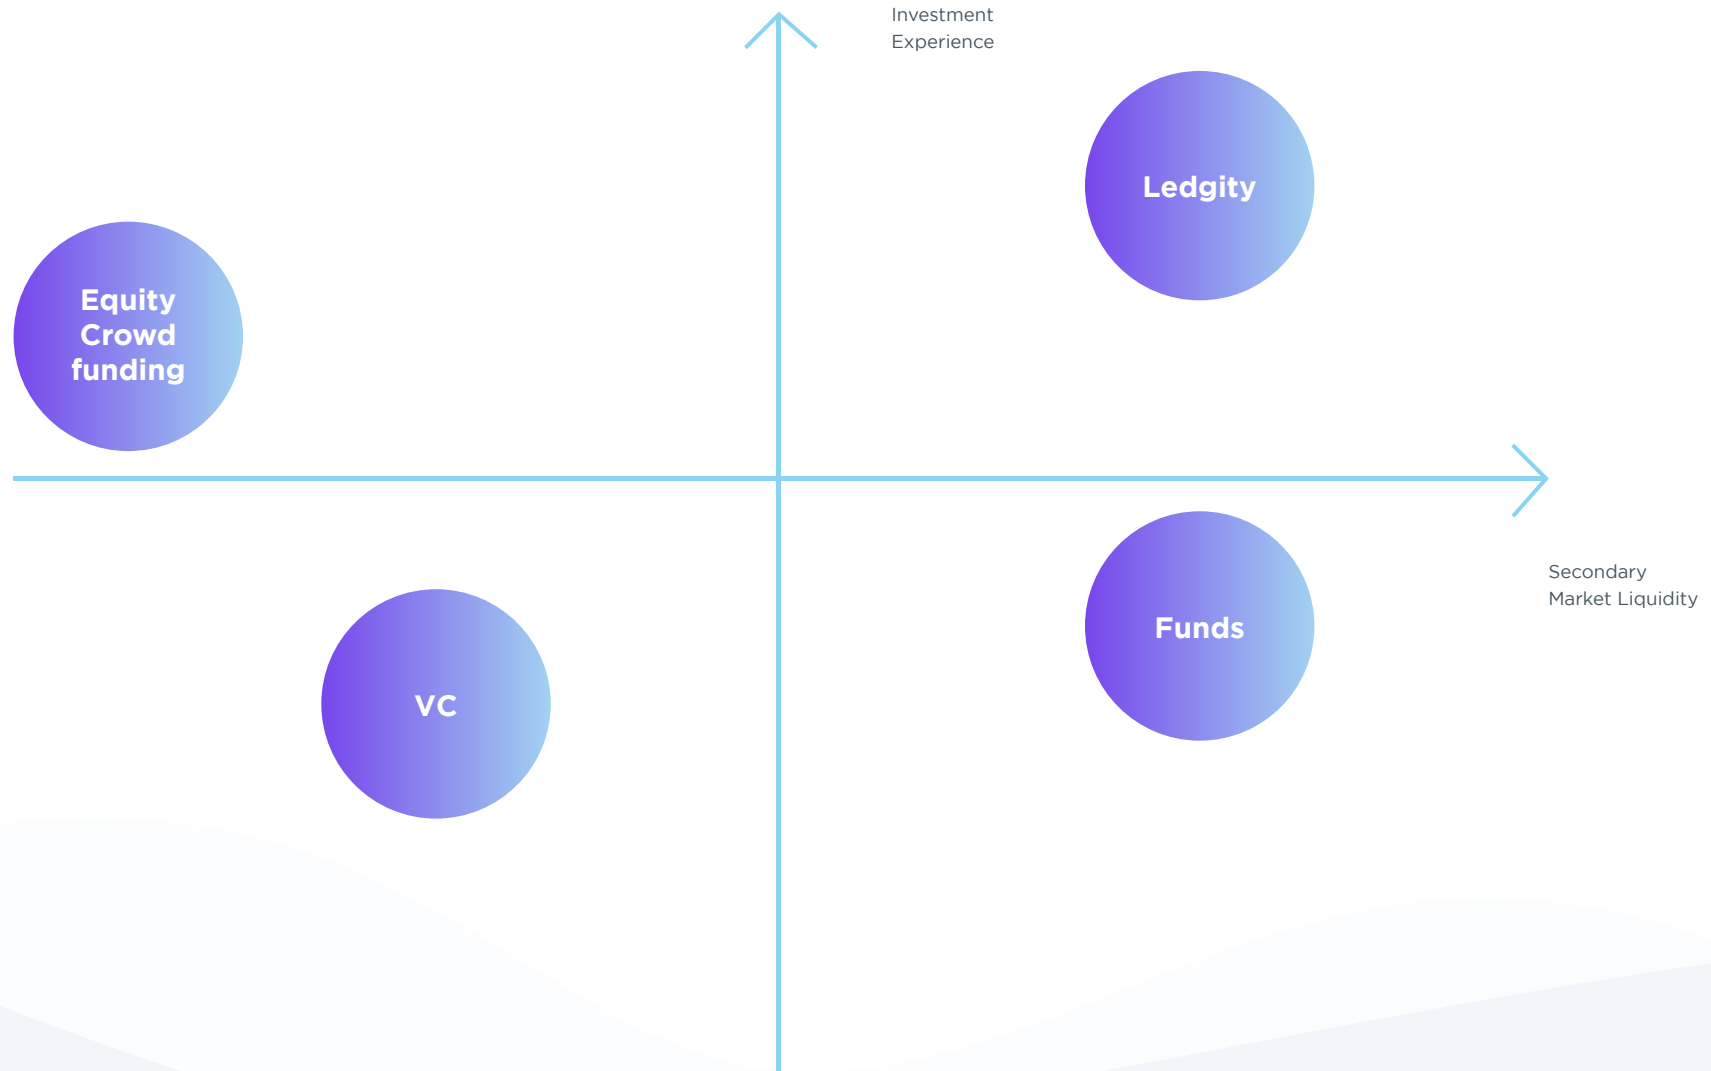 Investment
Experience
Ledgity
Equity
Crowd
funding
Secondary
Market Liquidity
Funds
VC